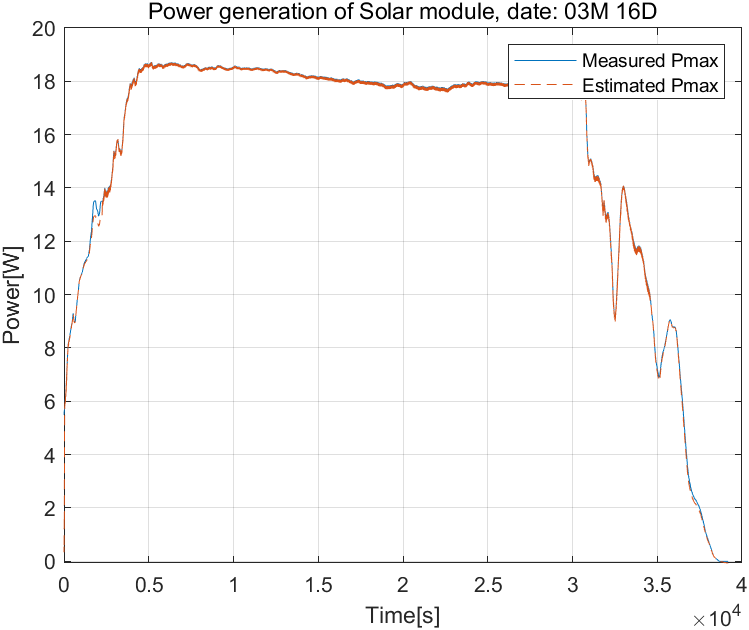 Power generation of Solar module, date: 03M 16D
20
18
16
14
12
10
8
6
4
2
0
Power[W]
Measured Pmax
Estimated Pmax
0 0.5 1 1.5 2 2.5 3 3.5 4
Time[s]
×10⁴